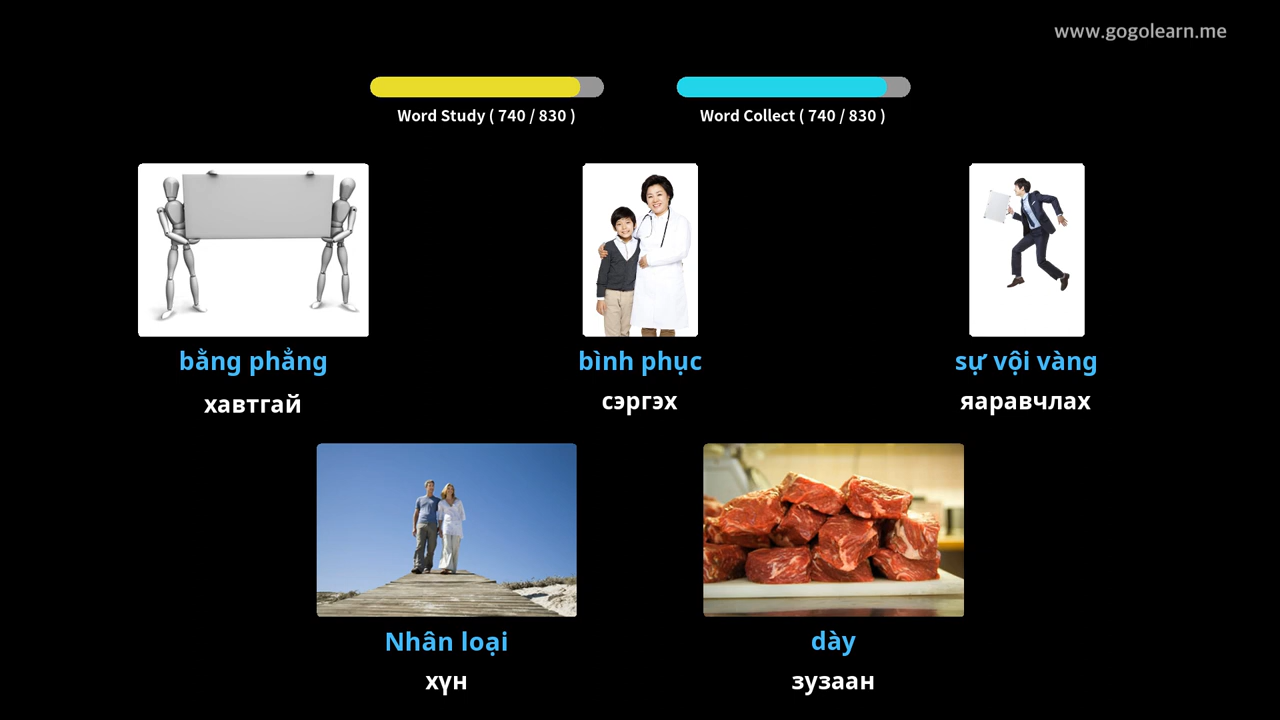 www.gogolearn.me
Word Study ( 740 / 830 )
Word Collect ( 740 / 830 )
bằng phẳng
хавтгай
bình phục
сэргэх
sự vội vàng
яаравчлах
Nhân loại
хүн
dày
зузаан